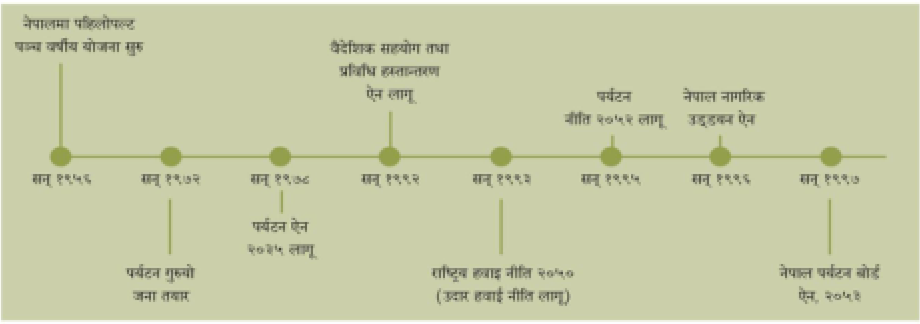 नेपालमा पहिलोपल्ट
पञ्च वर्षीय योजना सुरु
वैदेशिक सहयोग तथा
प्रविधि हस्तान्तरण
ऐन लागू
पर्यटन
नीति २०५२ लागू
नेपाल नागरिक
उड्डयन ऐन
सन् १९५६
सन् १९७२
सन् १९७८
सन् १९९२
सन् १९९३
सन् १९९५
सन् १९९६
सन् १९९७
पर्यटन गुरुयो
जना तयार
पर्यटन ऐन
२०३५ लागू
राष्ट्रिय हवाइ नीति २०५०
(उदार हवाई नीति लागू)
नेपाल पर्यटन बोर्ड
ऐन, २०५३